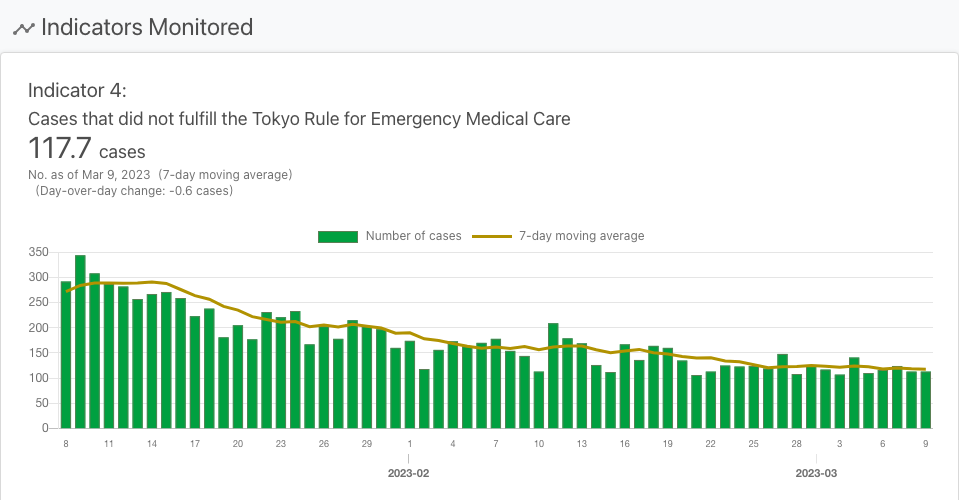 Indicators Monitored
Indicator 4:
Cases that did not fulfill the Tokyo Rule for Emergency Medical Care
117.7 cases
No. as of Mar 9, 2023 (7-day moving average)
(Day-over-day change: -0.6 cases)
Number of cases 7-day moving average
350
300
250
200
150
100
50
0
8 11 14 17 20 23 26 29 1 4 7 10 13 16 19 22 25 28 3 6 9
2023-02 2023-03